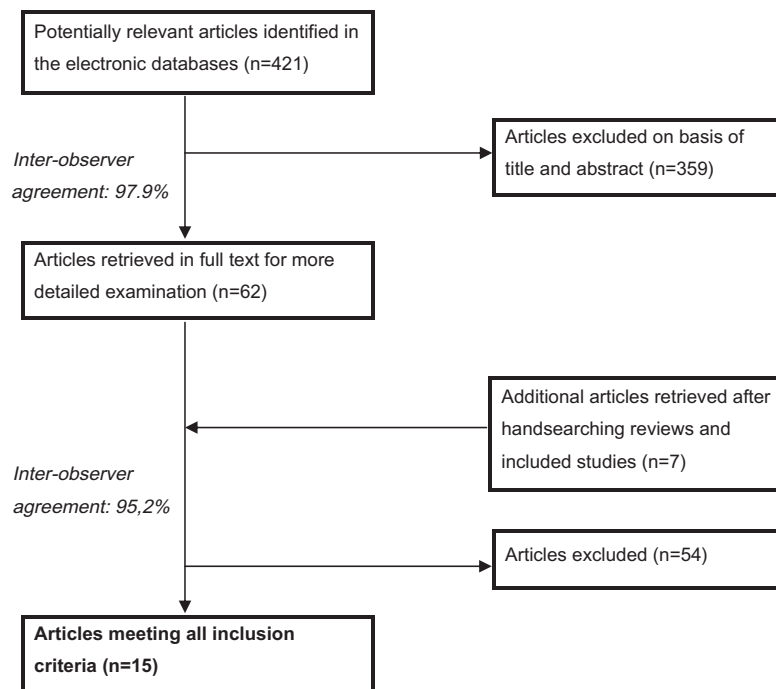 Potentially relevant articles identified in
the electronic databases (n=421)
Articles excluded on basis of
title and abstract (n=359)
Inter-observer
agreement: 97.9%
Articles retrieved in full text for more
detailed examination (n=62)
Additional articles retrieved after
handsearching reviews and
included studies (n=7)
Inter-observer
agreement: 95,2%
Articles excluded (n=54)
Articles meeting all inclusion
criteria (n=15)